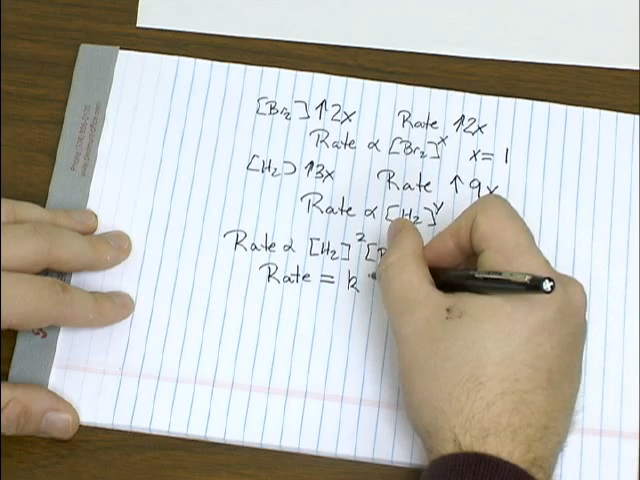 [Br₂] ↑2x Rate ↑2x
Rate ∝ [Br₂]ˣ x = 1
[H₂] ↑3x Rate ↑9x
Rate ∝ [H₂]ʸ
Rate ∝ [H₂]² [B
Rate = k